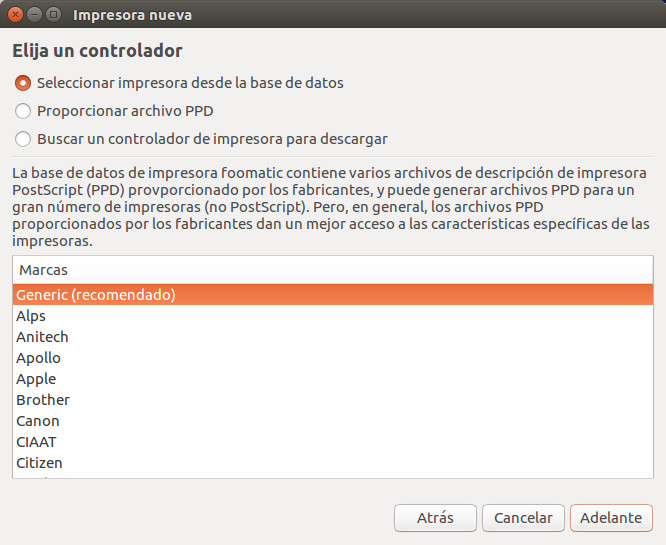 Impresora nueva
Elija un controlador
Seleccionar impresora desde la base de datos
Proporcionar archivo PPD
Buscar un controlador de impresora para descargar
La base de datos de impresora foomatic contiene varios archivos de descripción de impresora
PostScript (PPD) provporcionado por los fabricantes, y puede generar archivos PPD para un
gran número de impresoras (no PostScript). Pero, en general, los archivos PPD
proporcionados por los fabricantes dan un mejor acceso a las características específicas de las
impresoras.
Marcas
Generic (recomendado)
Alps
Anitech
Apollo
Apple
Brother
Canon
CIAAT
Citizen
Atrás Cancelar Adelante